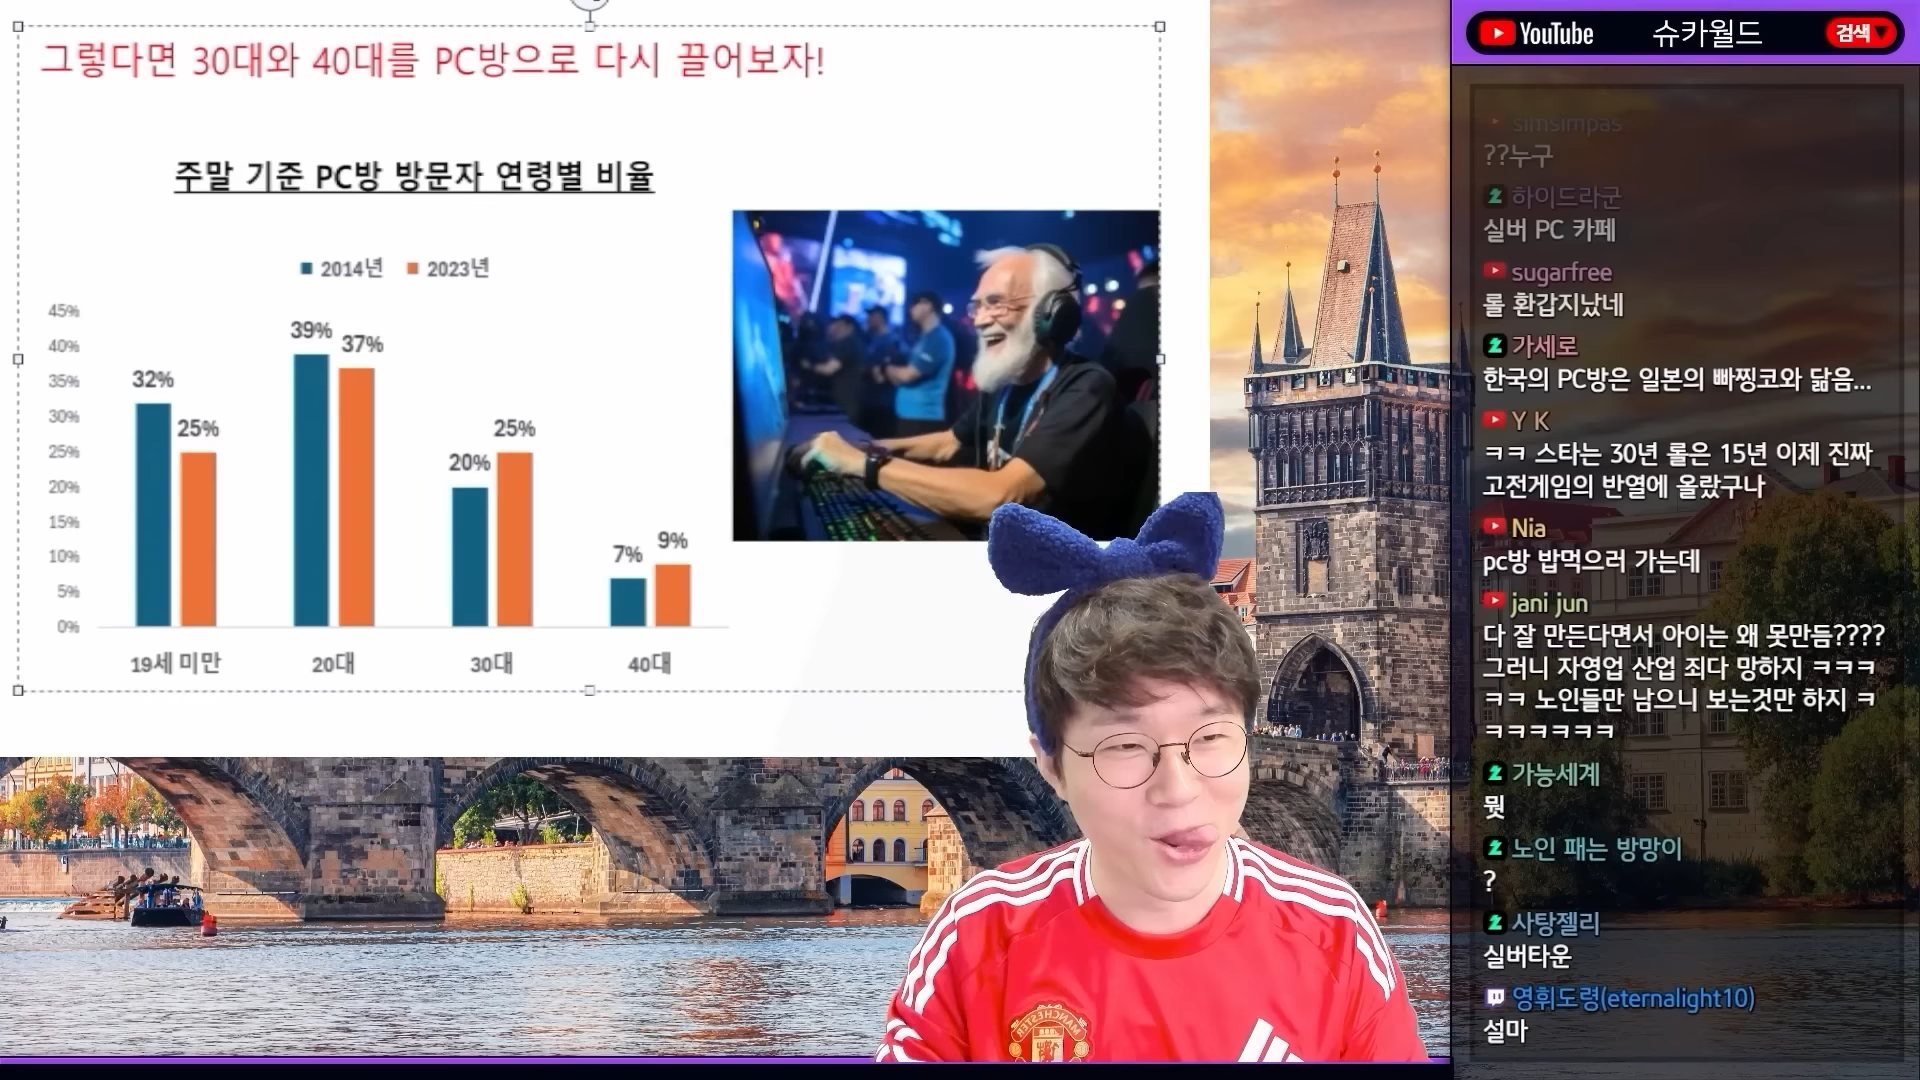 그렇다면 30대와 40대를 PC방으로 다시 끌어보자!
주말 기준 PC방 방문자 연령별 비율
2014년 2023년
45%
40%
35%
30%
25%
20%
15%
10%
5%
0%
32%
25%
39%
37%
20%
25%
7%
9%
19세 미만 20대 30대 40대
YouTube 슈카월드 검색
simsimpas
??누구
하이드라군
실버 PC 카페
sugarfree
롤 환갑지났네
가세로
한국의 PC방은 일본의 빠찡코와 닮음...
Y K
ㅋㅋ 스타는 30년 롤은 15년 이제 진짜
고전게임의 반열에 올랐구나
Nia
pc방 밥먹으러 가는데
jani jun
다 잘 만든다면서 아이는 왜 못만듬????
그러니 자영업 산업 죄다 망하지 ㅋㅋㅋ
ㅋㅋ 노인들만 남으니 보는것만 하지 ㅋ
ㅋㅋㅋㅋㅋㅋ
가능세계
뭣
노인 패는 방망이
?
사탕젤리
실버타운
영휘도령(eternalight10)
설마
MANCHESTER